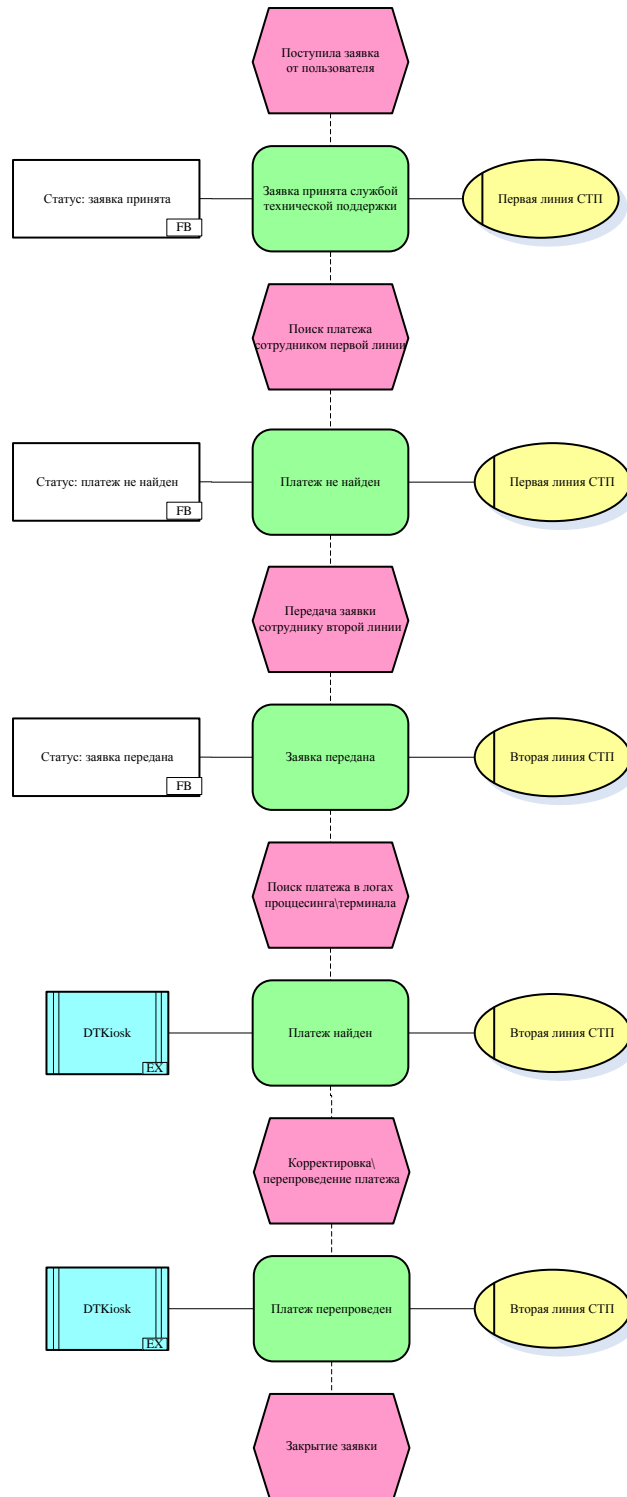 Поступила заявка
от пользователя
Статус: заявка принята
FB
Заявка принята службой
технической поддержки
Первая линия СТП
Поиск платежа
сотрудником первой линии
Статус: платеж не найден
FB
Платеж не найден
Первая линия СТП
Передача заявки
сотруднику второй линии
Статус: заявка передана
FB
Заявка передана
Вторая линия СТП
Поиск платежа в логах
проццесинга\терминала
DTKiosk
EX
Платеж найден
Вторая линия СТП
Корректировка\
перепроведение платежа
DTKiosk
EX
Платеж перепроведен
Вторая линия СТП
Закрытие заявки